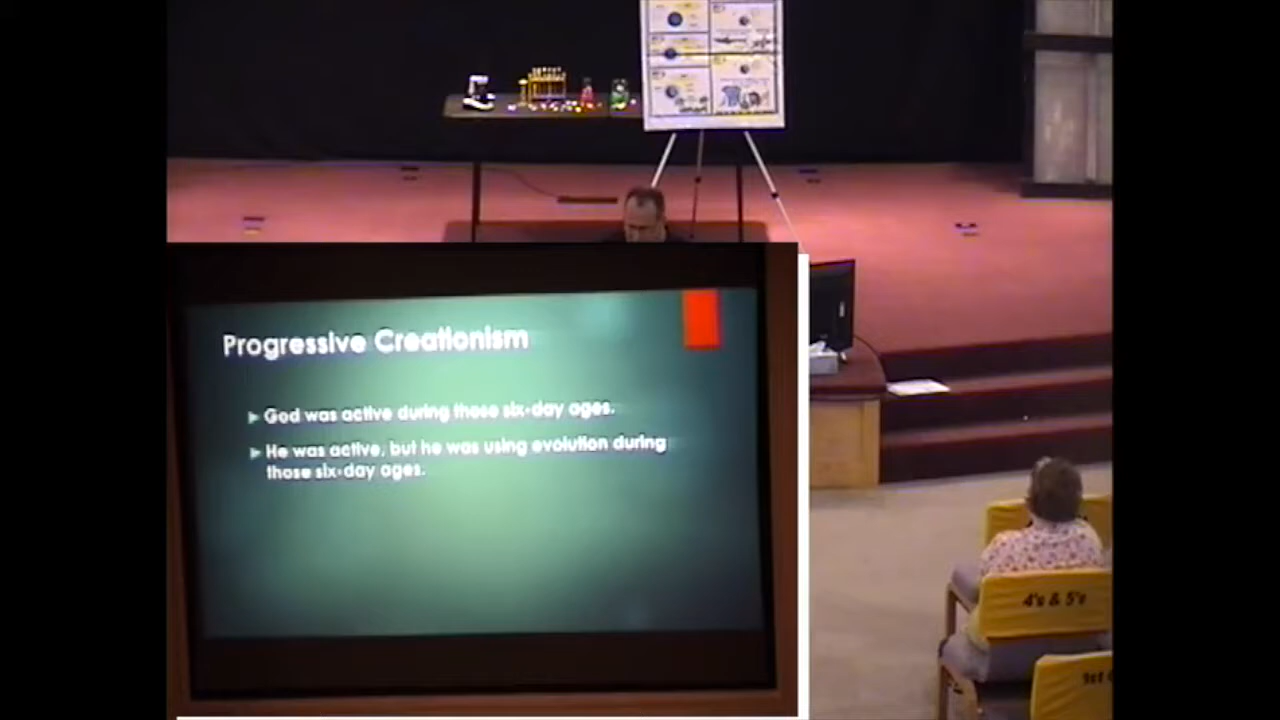 Progressive Creationism
God was active during those six-day ages.
He was active, but he was using evolution during
those six-day ages.
4's & 5's
1st